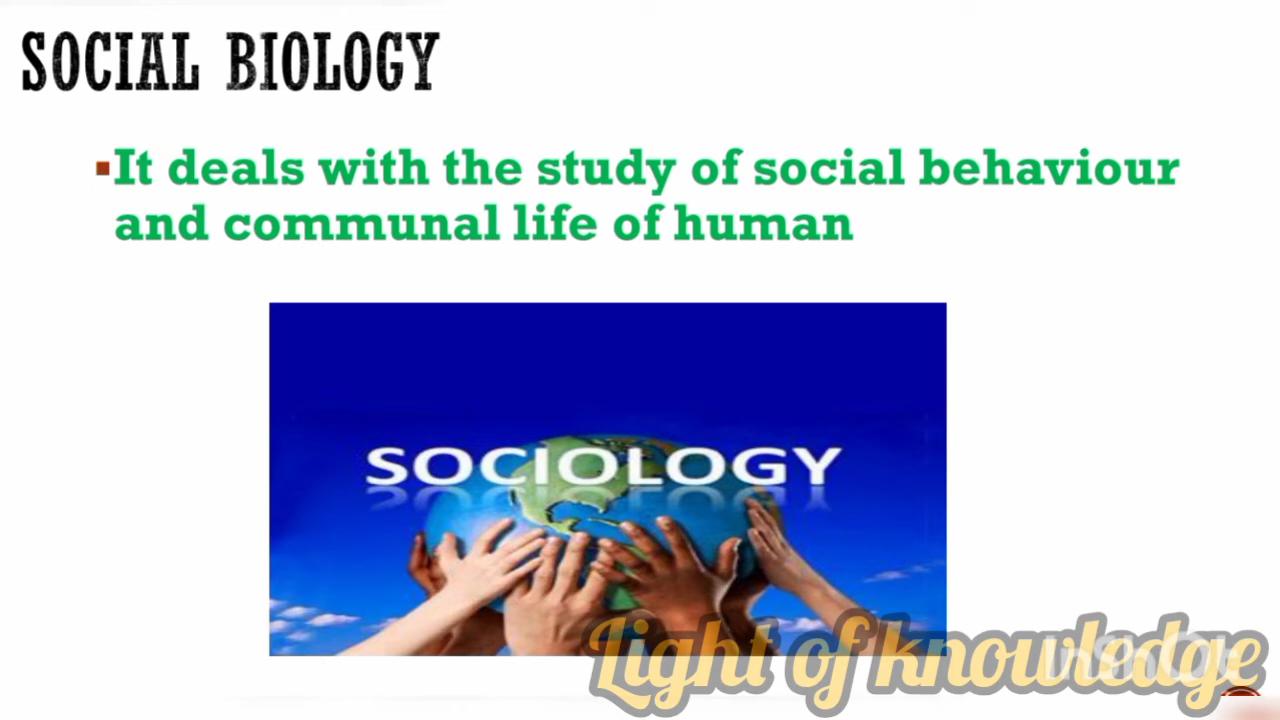 SOCIAL BIOLOGY
It deals with the study of social behaviour
and communal life of human
SOCIOLOGY
Light of knowledge
InShOt